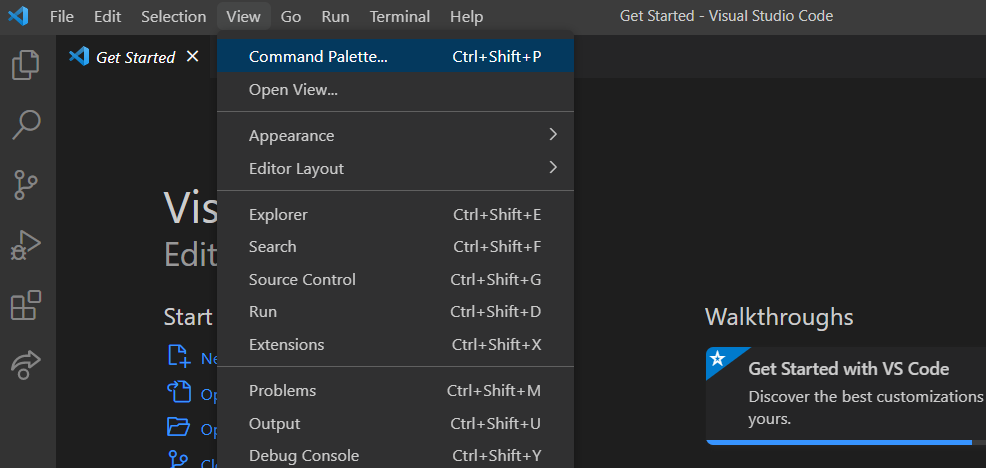 File Edit Selection View Go Run Terminal Help Get Started - Visual Studio Code
Get Started
Command Palette... Ctrl+Shift+P
Open View...
Appearance
Editor Layout
Explorer Ctrl+Shift+E
Search Ctrl+Shift+F
Source Control Ctrl+Shift+G
Run Ctrl+Shift+D
Extensions Ctrl+Shift+X
Problems Ctrl+Shift+M
Output Ctrl+Shift+U
Debug Console Ctrl+Shift+Y
Vis
Edit
Start
Ne
Op
Op
Cl
Walkthroughs
Get Started with VS Code
Discover the best customizations
yours.